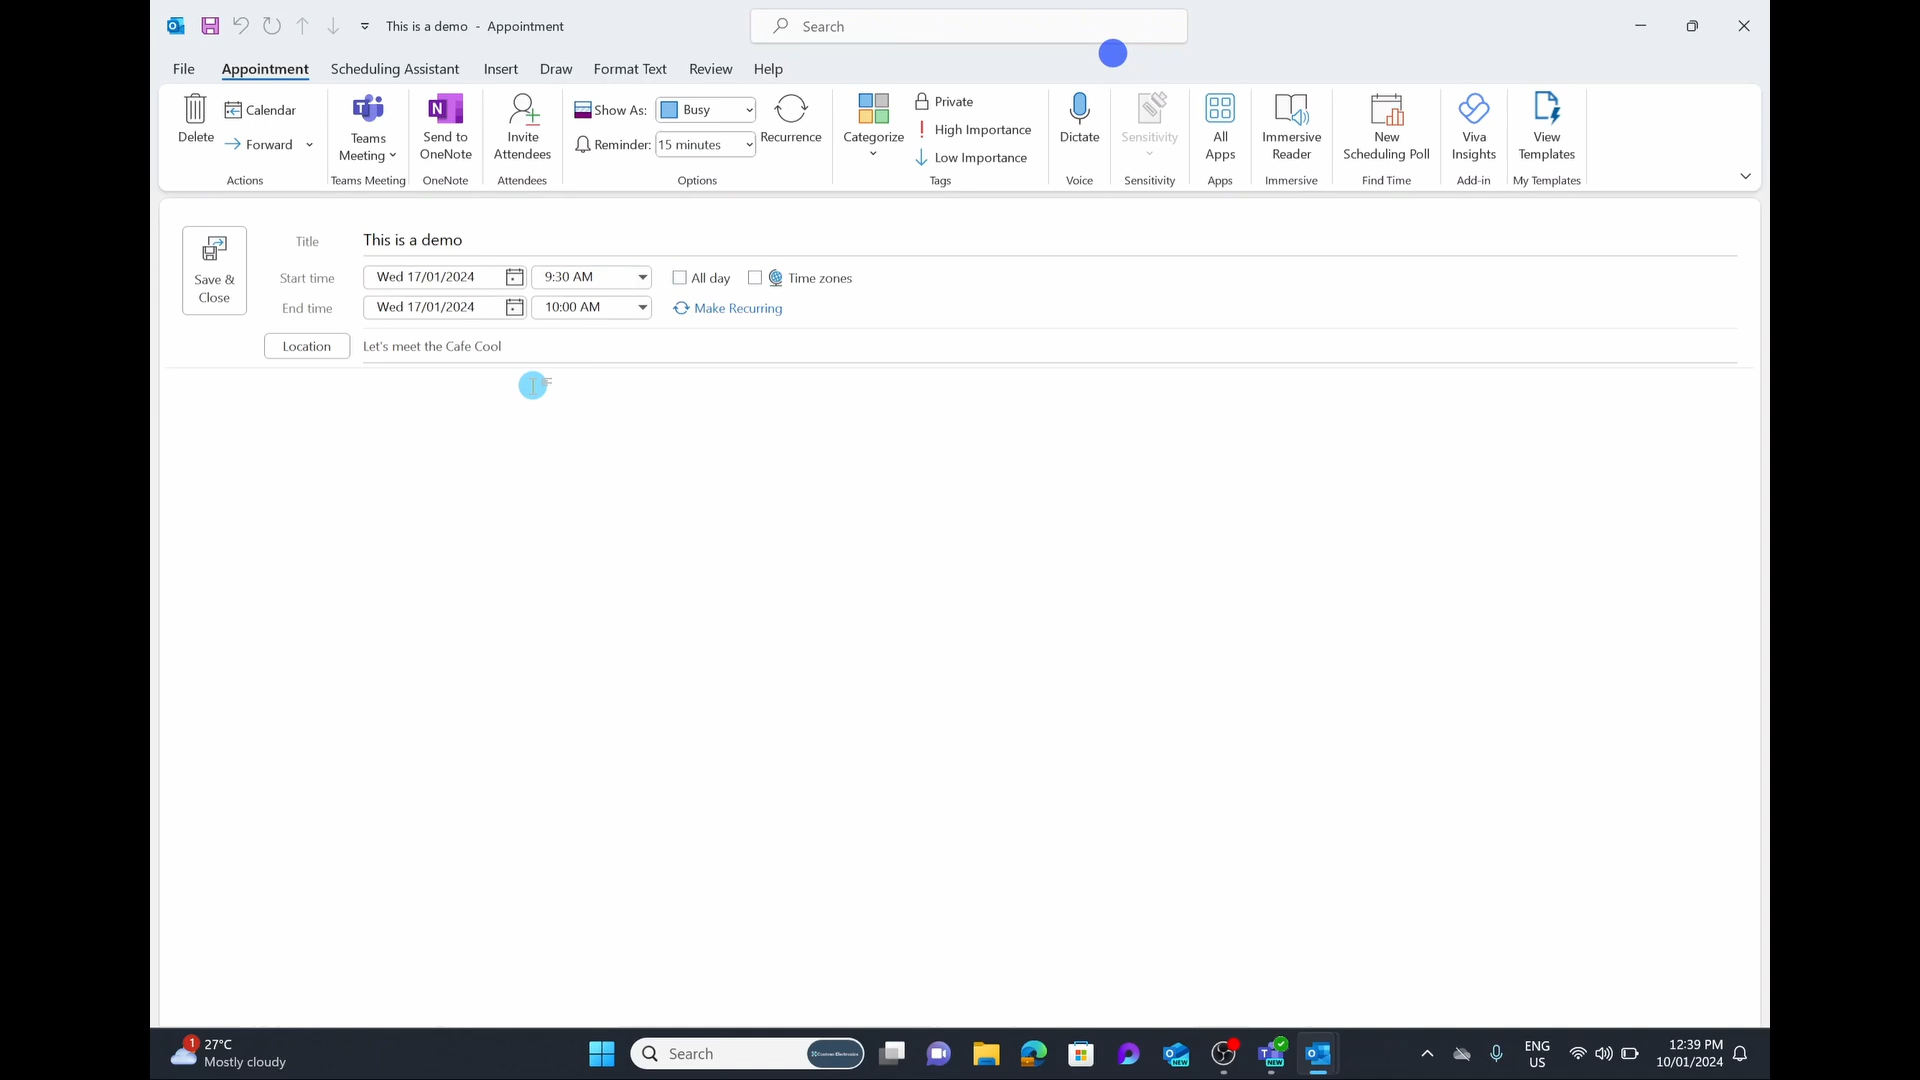 This is a demo - Appointment
Search
File Appointment Scheduling Assistant Insert Draw Format Text Review Help
Delete
Calendar
Forward
Actions
Teams
Meeting
Teams Meeting
Send to
OneNote
OneNote
Invite
Attendees
Attendees
Show As: Busy
Reminder: 15 minutes
Recurrence
Options
Categorize
Private
High Importance
Low Importance
Tags
Dictate
Voice
Sensitivity
Sensitivity
All
Apps
Apps
Immersive
Reader
Immersive
New
Scheduling Poll
Find Time
Viva
Insights
Add-in
View
Templates
My Templates
Save &
Close
Title This is a demo
Start time Wed 17/01/2024 9:30 AM All day Time zones
End time Wed 17/01/2024 10:00 AM Make Recurring
Location Let's meet the Cafe Cool
1
27°C
Mostly cloudy
Search
NEW
NEW
ENG
US
12:39 PM
10/01/2024